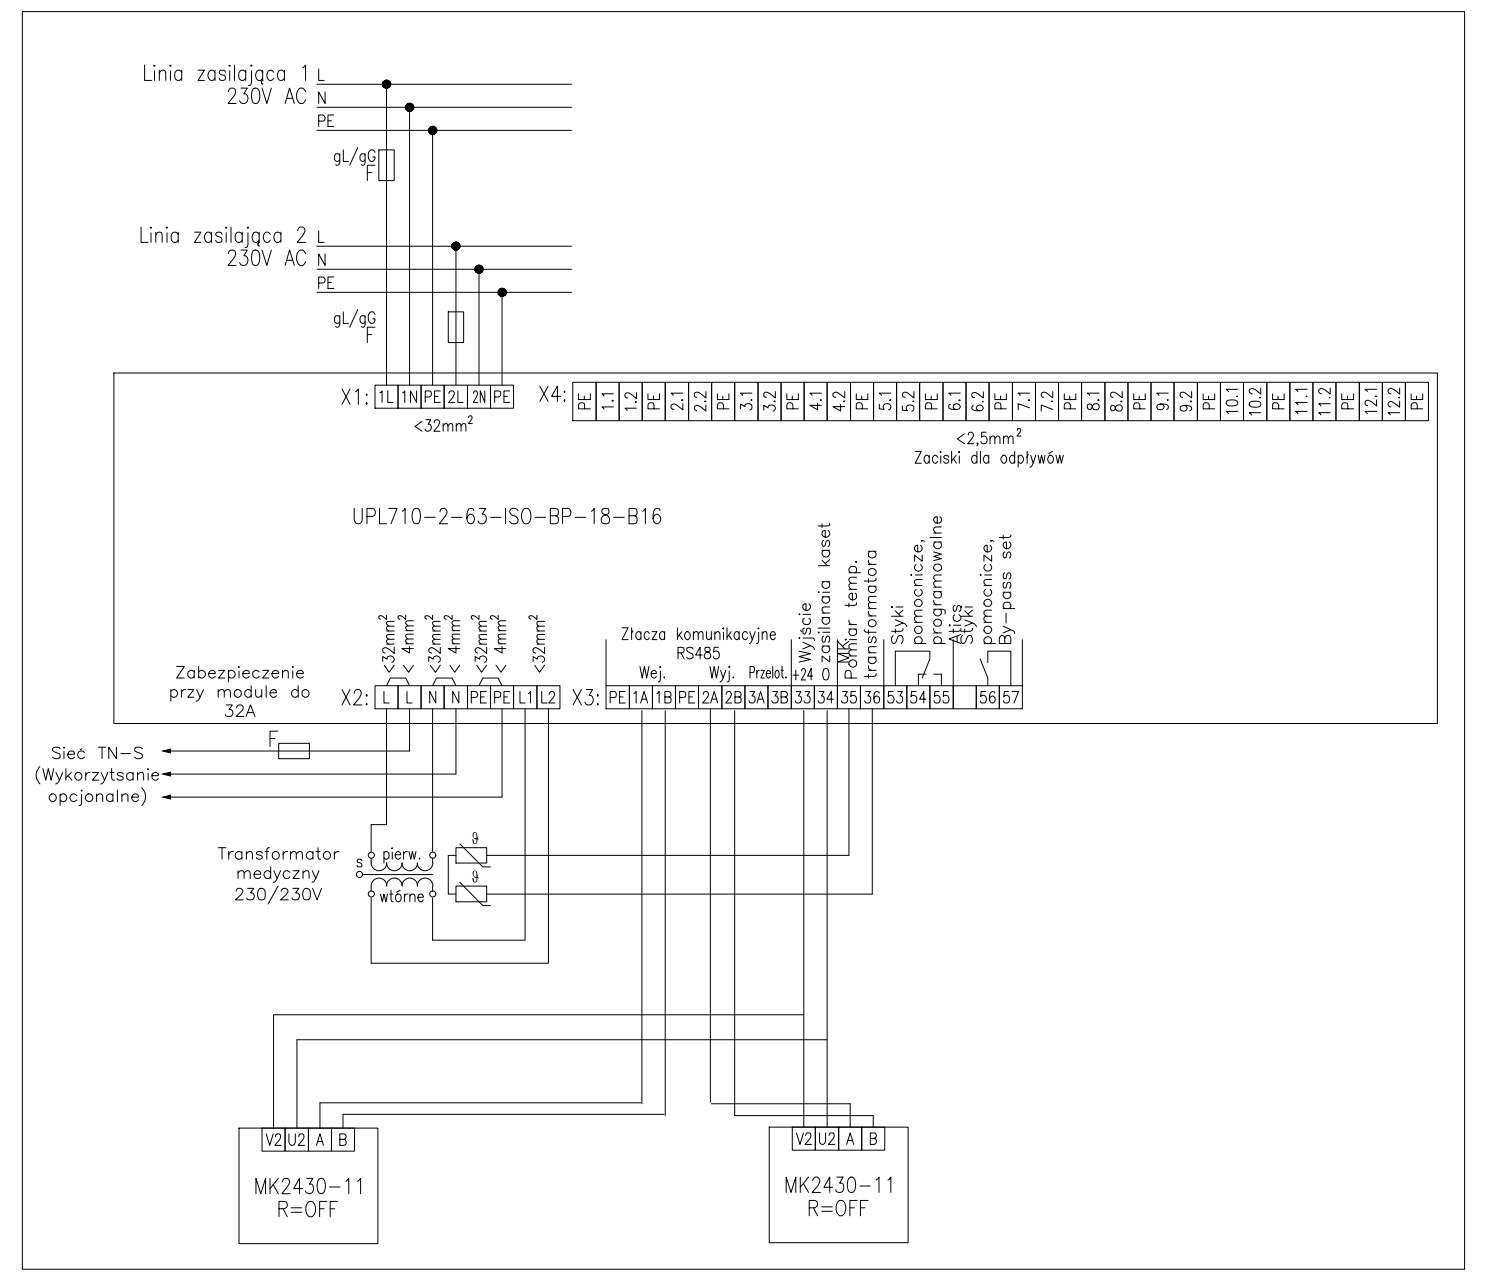 Linia zasilająca 1
230V AC
L
N
PE
gL/gG
F
Linia zasilająca 2
230V AC
L
N
PE
gL/gG
F
X1: 1L 1N PE 2L 2N PE
<32mm²
X4: PE 1.1 1.2 PE 2.1 2.2 PE 3.1 3.2 PE 4.1 4.2 PE 5.1 5.2 PE 6.1 6.2 PE 7.1 7.2 PE 8.1 8.2 PE 9.1 9.2 PE 10.1 10.2 PE 11.1 11.2 PE 12.1 12.2 PE
<2,5mm²
Zaciski dla odpływów
UPL710-2-63-ISO-BP-18-B16
<32mm²
< 4mm²
<32mm²
< 4mm²
<32mm²
< 4mm²
<32mm²
Zabezpieczenie
przy module do
32A
X2: L L N N PE PE L1 L2
Złacza komunikacyjne
RS485
Wej.
Wyj.
Przelot.
+24
0
Wyjście
zasilanaia kaset
MK
Pomiar temp.
transformatora
Styki
pomocnicze,
programowalne
Atics
Styki
pomocnicze,
By-pass set
X3: PE 1A 1B PE 2A 2B 3A 3B 33 34 35 36 53 54 55 56 57
F
Sieć TN-S
(Wykorzytsanie
opcjonalne)
Transformator
medyczny
230/230V
S
pierw.
wtórne
ϑ
ϑ
V2 U2 A B
MK2430-11
R=OFF
V2 U2 A B
MK2430-11
R=OFF